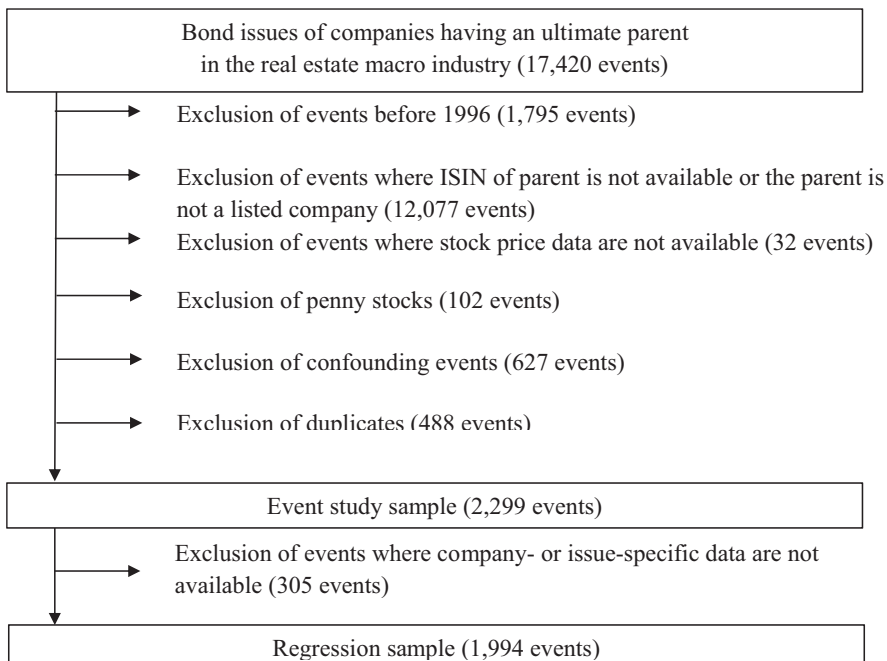 Bond issues of companies having an ultimate parent
in the real estate macro industry (17,420 events)
Exclusion of events before 1996 (1,795 events)
Exclusion of events where ISIN of parent is not available or the parent is
not a listed company (12,077 events)
Exclusion of events where stock price data are not available (32 events)
Exclusion of penny stocks (102 events)
Exclusion of confounding events (627 events)
Exclusion of duplicates (488 events)
Event study sample (2,299 events)
Exclusion of events where company- or issue-specific data are not
available (305 events)
Regression sample (1,994 events)